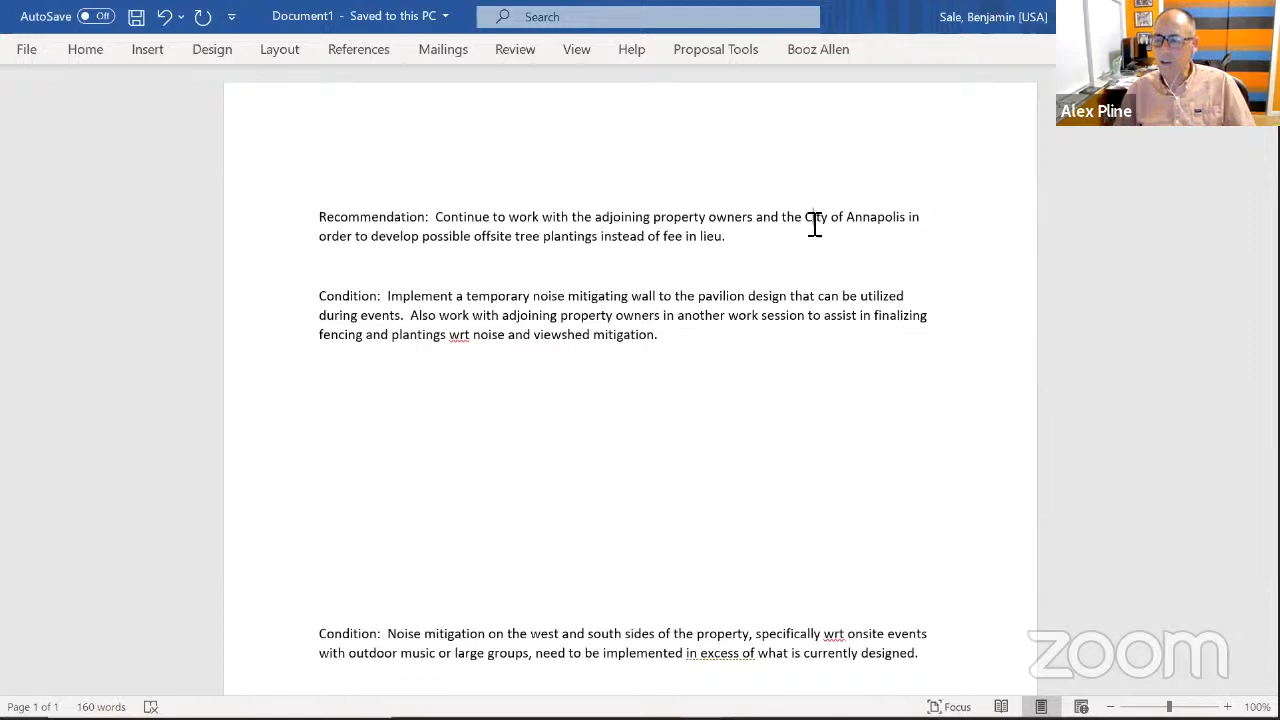 AutoSave Off Document1 - Saved to this PC Search Sale, Benjamin [USA]
File Home Insert Design Layout References Mailings Review View Help Proposal Tools Booz Allen
Alex Pline
Recommendation: Continue to work with the adjoining property owners and the City of Annapolis in
order to develop possible offsite tree plantings instead of fee in lieu.
Condition: Implement a temporary noise mitigating wall to the pavilion design that can be utilized
during events. Also work with adjoining property owners in another work session to assist in finalizing
fencing and plantings wrt noise and viewshed mitigation.
Condition: Noise mitigation on the west and south sides of the property, specifically wrt onsite events
with outdoor music or large groups, need to be implemented in excess of what is currently designed.
zoom
Page 1 of 1 160 words Focus 100%